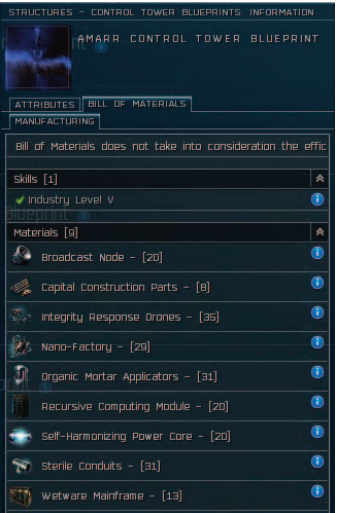 STRUCTURES - CONTROL TOWER BLUEPRINTS: INFORMATION
AMARR CONTROL TOWER BLUEPRINT
ATTRIBUTES BILL OF MATERIALS
MANUFACTURING
Bill of Materials does not take into consideration the effic
Skills [1]
Industry Level V
Materials [9]
Broadcast Node - [20]
Capital Construction Parts - [8]
Integrity Response Drones - [35]
Nano-Factory - [29]
Organic Mortar Applicators - [31]
Recursive Computing Module - [20]
Self-Harmonizing Power Core - [20]
Sterile Conduits - [31]
Wetware Mainframe - [13]